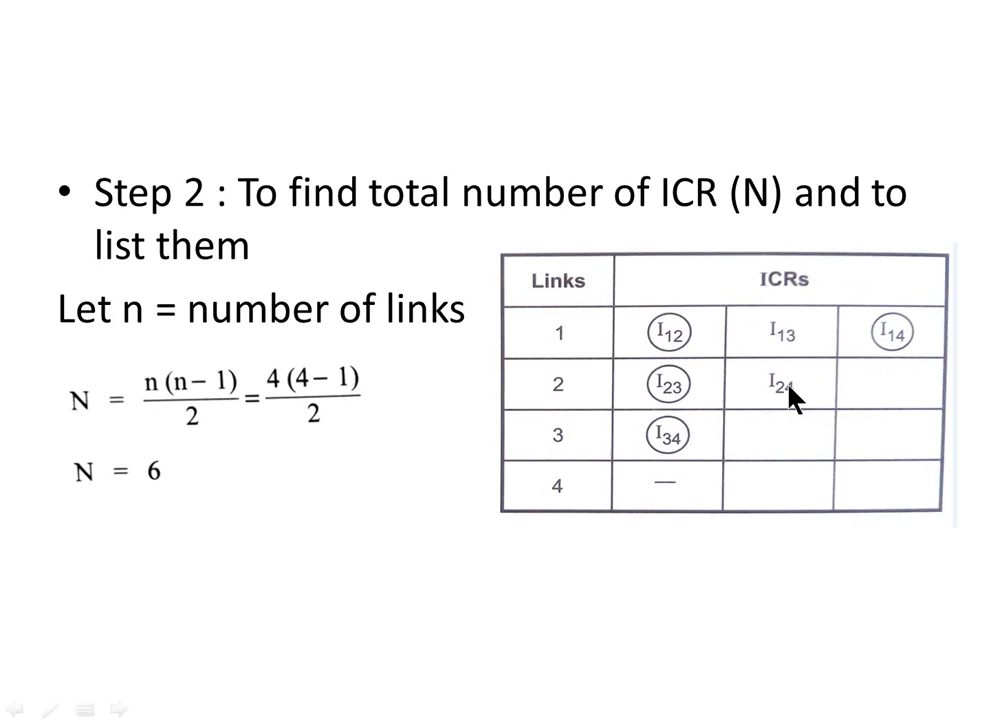 • Step 2 : To find total number of ICR (N) and to
list them
Let n = number of links
N = n (n – 1) / 2 = 4 (4 – 1) / 2
N = 6
Links ICRs
1 I12 I13 I14
2 I23 I24
3 I34
4 —